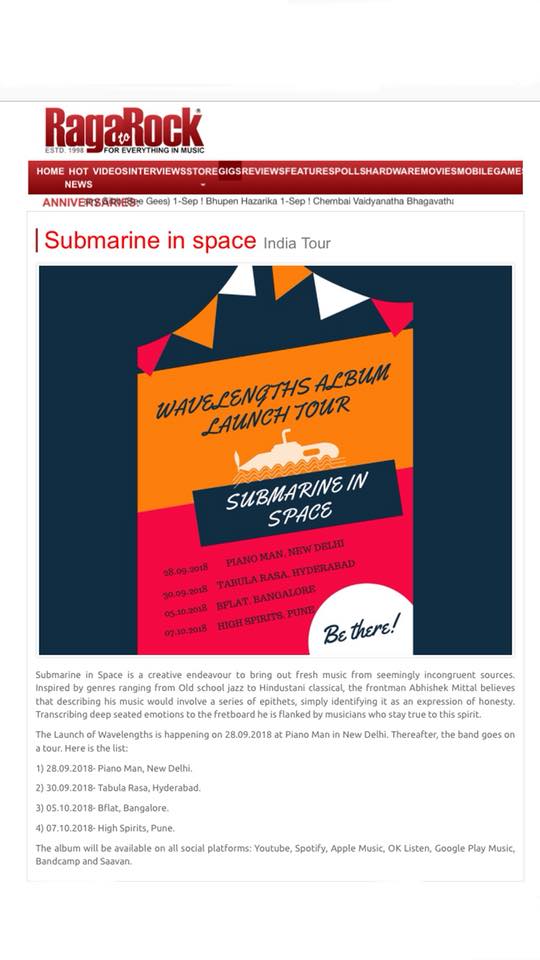 RagatoRock®
ESTD. 1998 FOR EVERYTHING IN MUSIC
HOME HOT NEWS VIDEOS INTERVIEWS STORE GIGS REVIEWS FEATURES POLLS HARDWARE MOVIES MOBILE GAME
ANNIVERSARIES: Gees) 1-Sep ! Bhupen Hazarika 1-Sep ! Chembai Vaidyanatha Bhagavatha
Submarine in space India Tour
WAVELENGTHS ALBUM
LAUNCH TOUR
SUBMARINE IN
SPACE
28.09.2018 PIANO MAN, NEW DELHI
30.09.2018 TABULA RASA, HYDERABAD
05.10.2018 BFLAT, BANGALORE
07.10.2018 HIGH SPIRITS, PUNE
Be there!
Submarine in Space is a creative endeavour to bring out fresh music from seemingly incongruent sources.
Inspired by genres ranging from Old school jazz to Hindustani classical, the frontman Abhishek Mittal believes
that describing his music would involve a series of epithets, simply identifying it as an expression of honesty.
Transcribing deep seated emotions to the fretboard he is flanked by musicians who stay true to this spirit.
The Launch of Wavelengths is happening on 28.09.2018 at Piano Man in New Delhi. Thereafter, the band goes on
a tour. Here is the list:
1) 28.09.2018- Piano Man, New Delhi.
2) 30.09.2018- Tabula Rasa, Hyderabad.
3) 05.10.2018- Bflat, Bangalore.
4) 07.10.2018- High Spirits, Pune.
The album will be available on all social platforms: Youtube, Spotify, Apple Music, OK Listen, Google Play Music,
Bandcamp and Saavan.